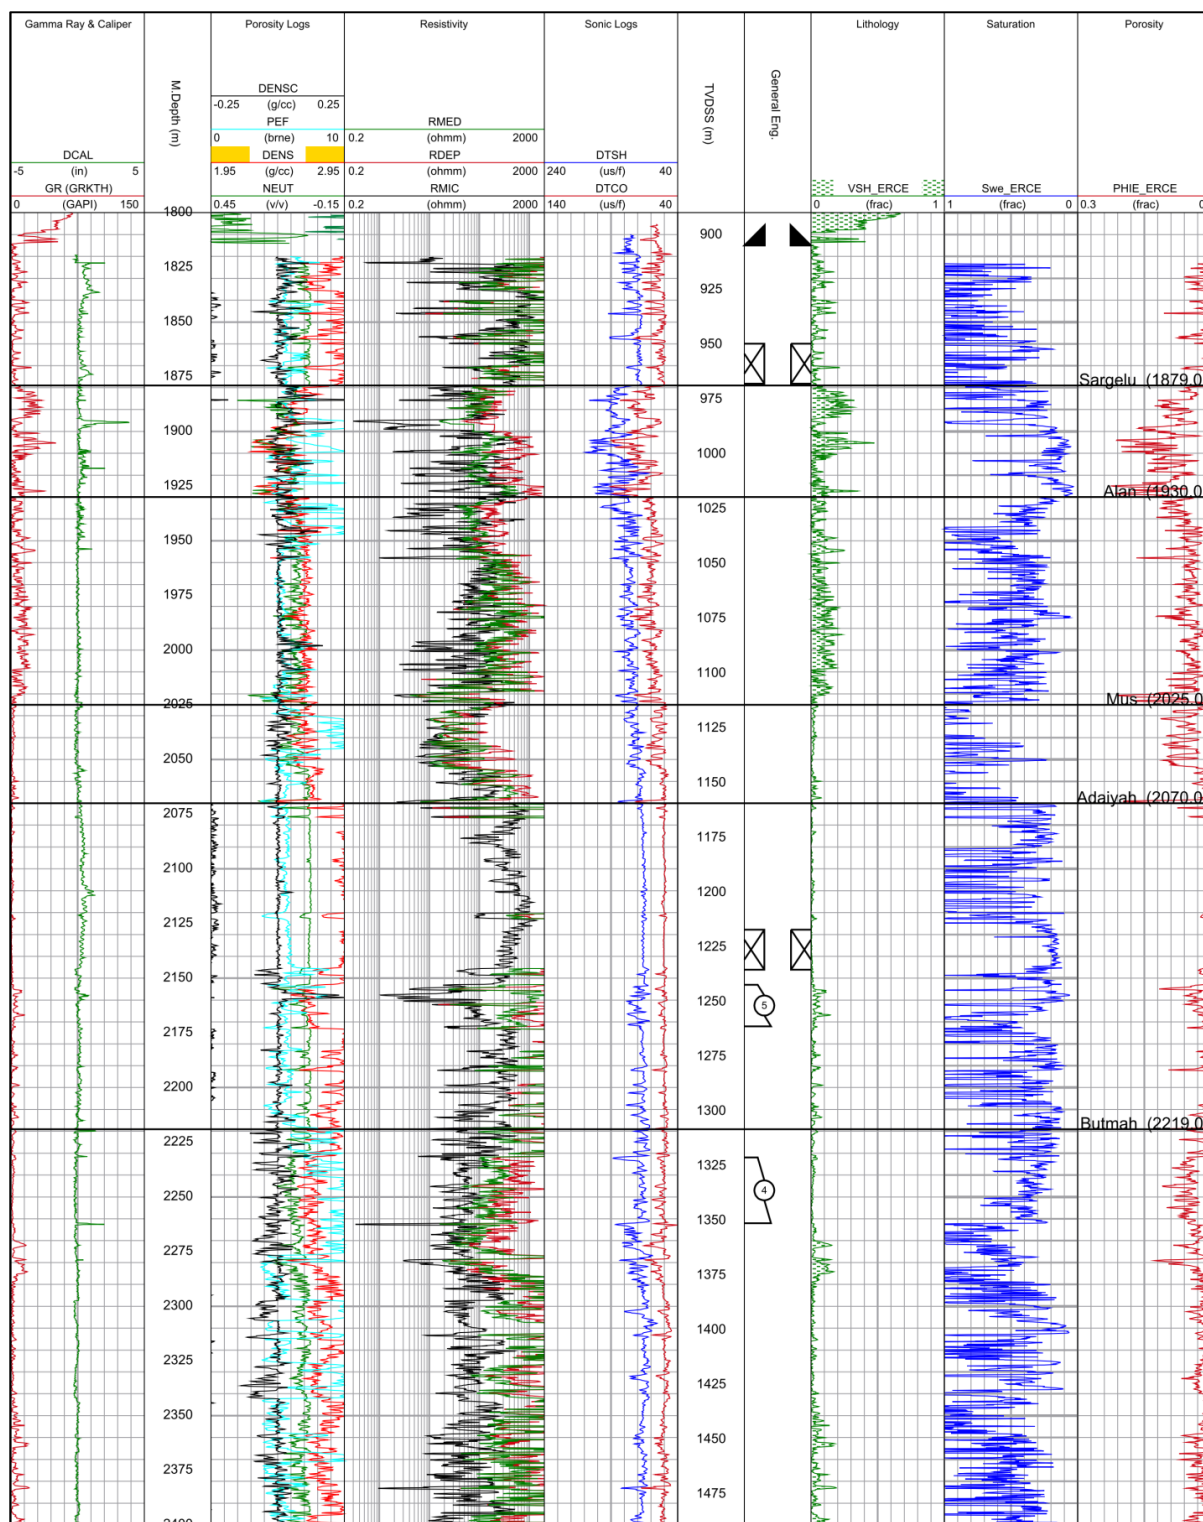 Gamma Ray & Caliper
Porosity Logs
Resistivity
Sonic Logs
Lithology
Saturation
Porosity
M.Depth (m)
TVDSS (m)
General Eng.
DENSC
-0.25 (g/cc) 0.25
PEF RMED
0 (brne) 10 0.2 (ohmm) 2000
DCAL DENS RDEP DTSH
-5 (in) 5 1.95 (g/cc) 2.95 0.2 (ohmm) 2000 240 (us/f) 40
GR (GRKTH) NEUT RMIC DTCO VSH_ERCE Swe_ERCE PHIE_ERCE
0 (GAPI) 150 0.45 (v/v) -0.15 0.2 (ohmm) 2000 140 (us/f) 40 0 (frac) 1 1 (frac) 0 0.3 (frac) 0
1800
900
1825
925
1850
950
1875
Sargelu (1879.0
975
1900
1000
1925
Alan (1930.0
1025
1950
1050
1975
1075
2000
1100
Mus (2025.0
2025
1125
2050
1150
Adaiyah (2070.0
2075
1175
2100
1200
2125
1225
2150
1250
5
2175
1275
2200
1300
Butmah (2219.0
2225
1325
4
2250
1350
2275
1375
2300
1400
2325
1425
2350
1450
2375
1475
2400